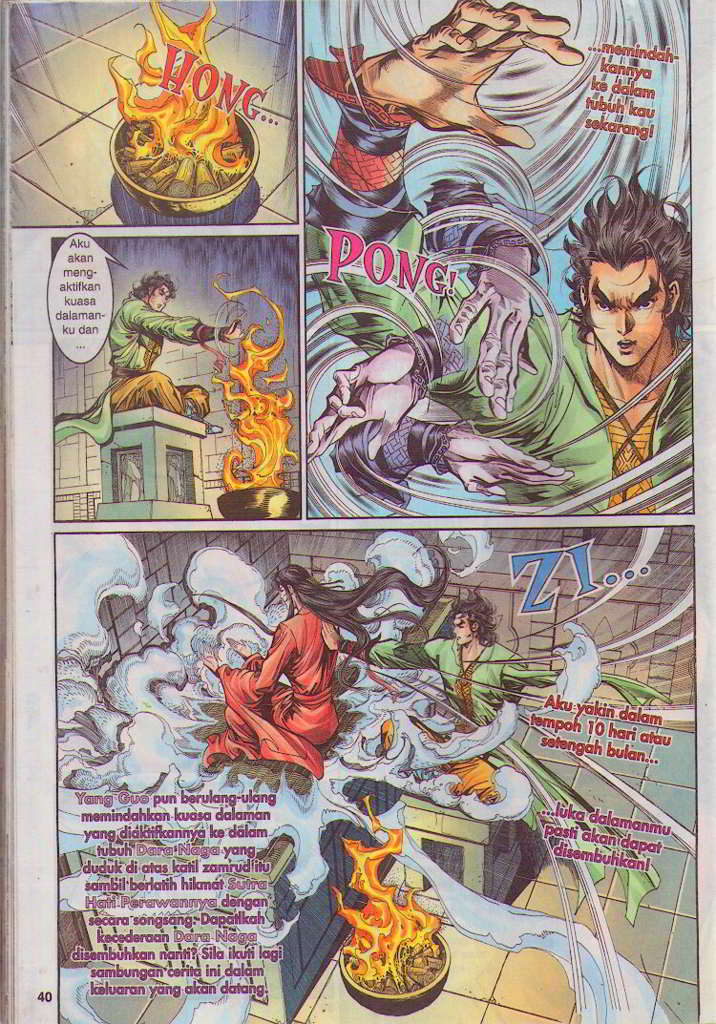 HONG...
Aku
akan
meng-
aktifkan
kuasa
dalaman-
ku dan
...
...memindah-
kannya
ke dalam
tubuh kau
sekarang!
PONG!
ZI...
Aku yakin dalam
tempoh 10 hari atau
setengah bulan...
...luka dalamanmu
pasti akan dapat
disembuhkan!
Yang Guo pun berulang-ulang
memindahkan kuasa dalaman
yang diaktifkannya ke dalam
tubuh Dara Naga yang
duduk di atas katil zamrud itu
sambil berlatih hikmat Sutra
Hati Perawannya dengan
secara songsang. Dapatkah
kecederaan Dara Naga
disembuhkan nanti? Sila ikuti lagi
sambungan cerita ini dalam
keluaran yang akan datang.
40